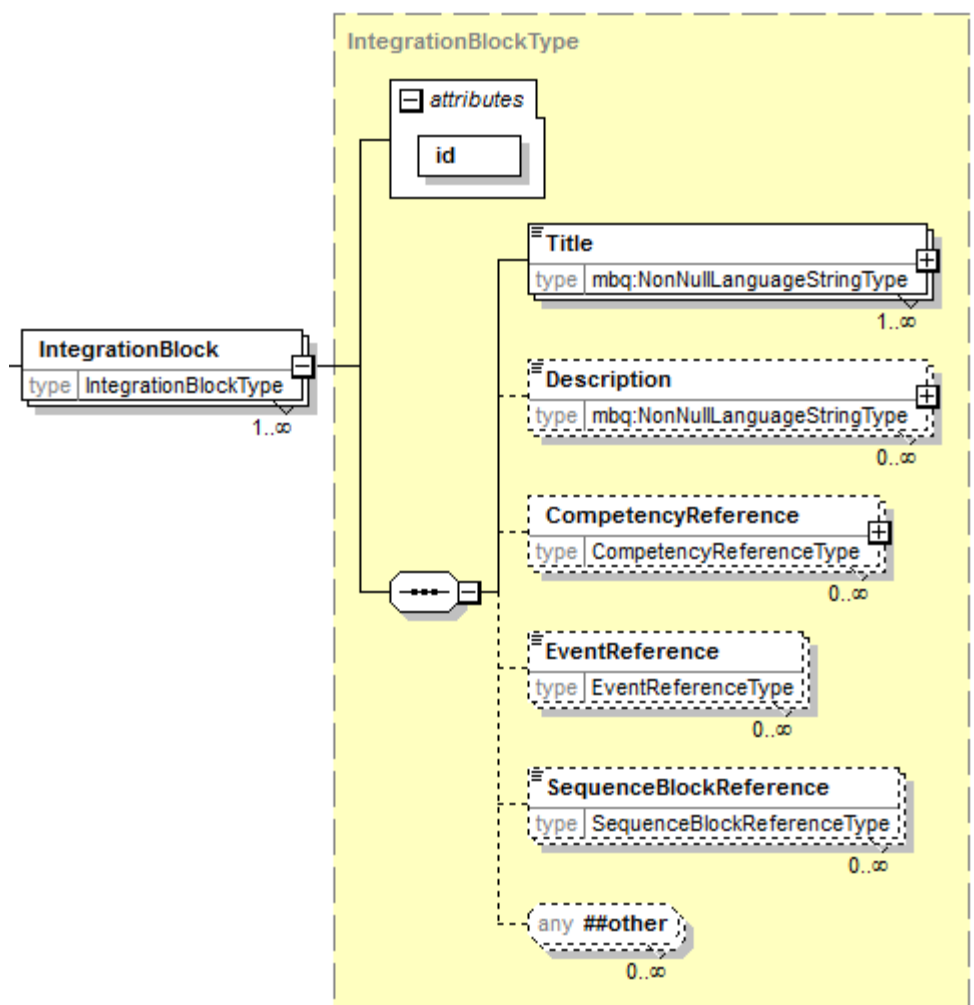 IntegrationBlockType
attributes
id
Title
type mbq:NonNullLanguageStringType
1..∞
IntegrationBlock
type IntegrationBlockType
1..∞
Description
type mbq:NonNullLanguageStringType
0..∞
CompetencyReference
type CompetencyReferenceType
0..∞
EventReference
type EventReferenceType
0..∞
SequenceBlockReference
type SequenceBlockReferenceType
0..∞
any ##other
0..∞